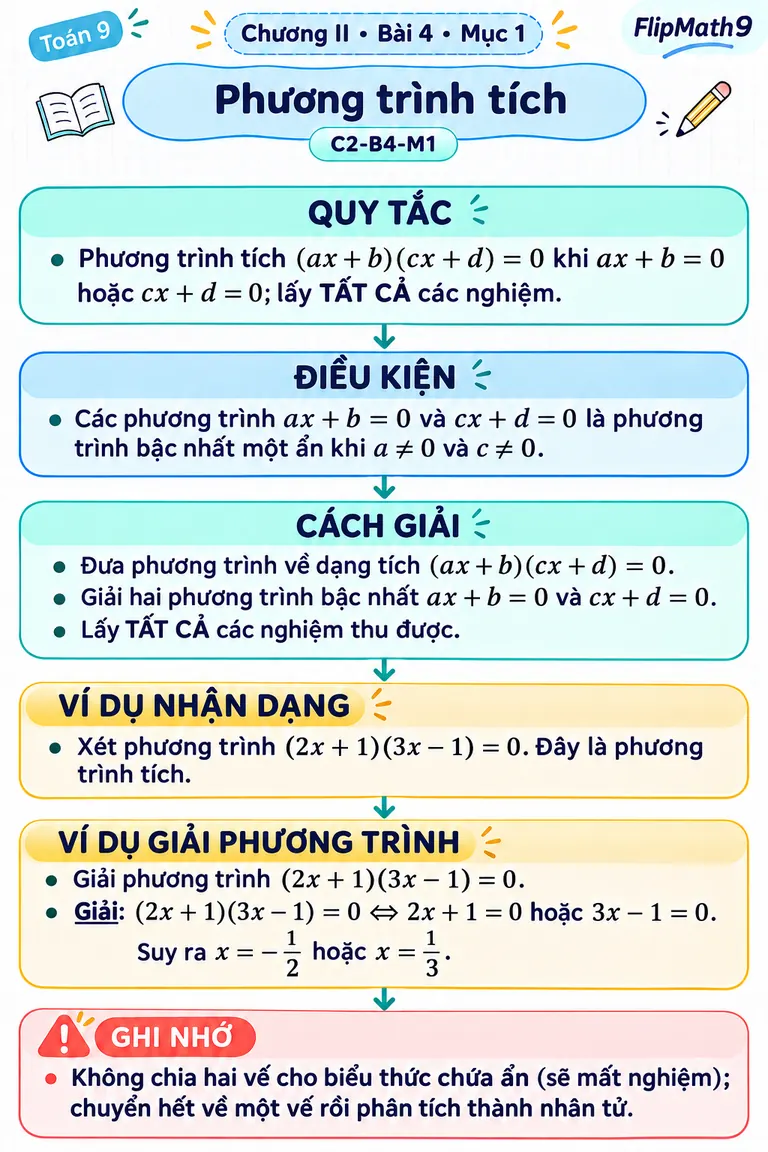 Toán 9
Chương II • Bài 4 • Mục 1
FlipMath9
Phương trình tích
C2-B4-M1
QUY TẮC
• Phương trình tích (ax + b)(cx + d) = 0 khi ax + b = 0
hoặc cx + d = 0; lấy TẤT CẢ các nghiệm.
ĐIỀU KIỆN
• Các phương trình ax + b = 0 và cx + d = 0 là phương
trình bậc nhất một ẩn khi a ≠ 0 và c ≠ 0.
CÁCH GIẢI
• Đưa phương trình về dạng tích (ax + b)(cx + d) = 0.
• Giải hai phương trình bậc nhất ax + b = 0 và cx + d = 0.
• Lấy TẤT CẢ các nghiệm thu được.
VÍ DỤ NHẬN DẠNG
• Xét phương trình (2x + 1)(3x − 1) = 0. Đây là phương
trình tích.
VÍ DỤ GIẢI PHƯƠNG TRÌNH
• Giải phương trình (2x + 1)(3x − 1) = 0.
• Giải: (2x + 1)(3x − 1) = 0 ⇔ 2x + 1 = 0 hoặc 3x − 1 = 0.
Suy ra x = −1/2 hoặc x = 1/3.
GHI NHỚ
• Không chia hai vế cho biểu thức chứa ẩn (sẽ mất nghiệm);
chuyển hết về một vế rồi phân tích thành nhân tử.